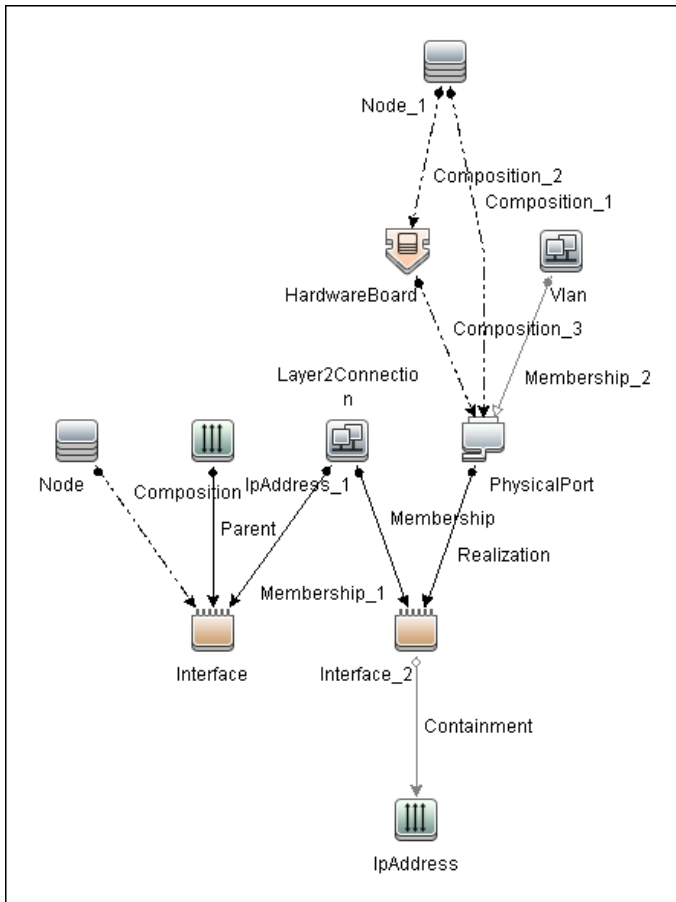 Node_1
Composition_2
Composition_1
HardwareBoard
Vlan
Composition_3
Layer2Connectio
n
Membership_2
Node
Composition
IpAddress_1
PhysicalPort
Parent
Membership
Realization
Membership_1
Interface
Interface_2
Containment
IpAddress